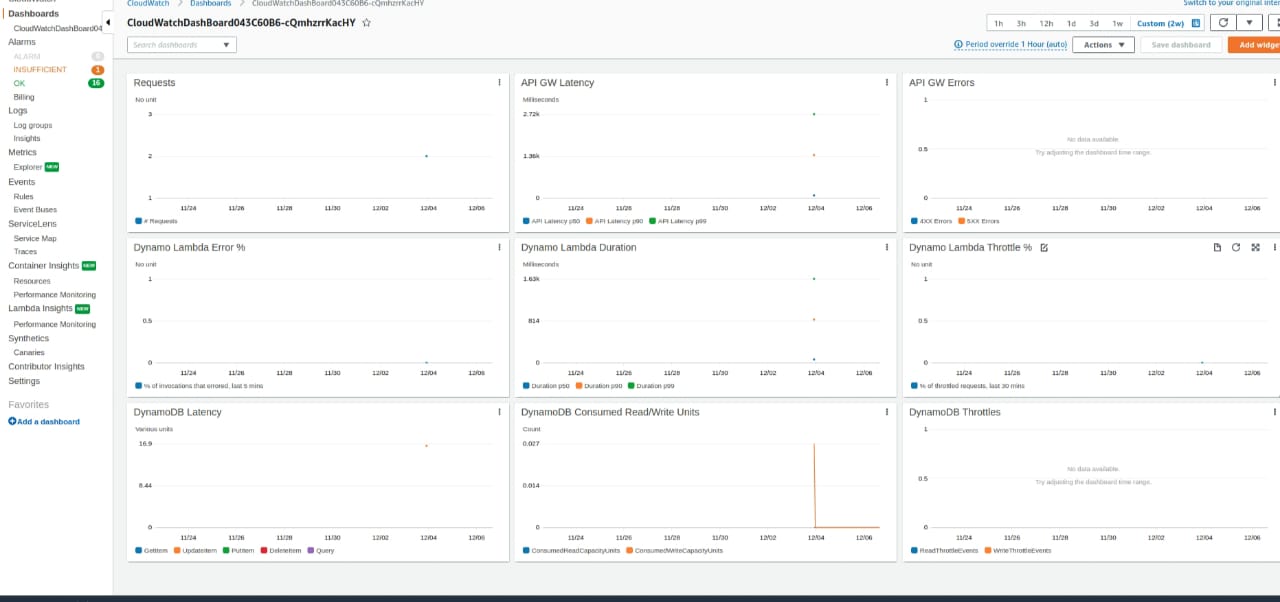 CloudWatch
Dashboards
CloudWatchDashBoard04
Alarms
ALARM 0
INSUFFICIENT 1
OK 16
Billing
Logs
Log groups
Insights
Metrics
Explorer NEW
Events
Rules
Event Buses
ServiceLens
Service Map
Traces
Container Insights NEW
Resources
Performance Monitoring
Lambda Insights NEW
Performance Monitoring
Synthetics
Canaries
Contributor Insights
Settings
Favorites
Add a dashboard
CloudWatch Dashboards CloudWatchDashBoard043C60B6-cQmhzrrKacHY
Switch to your original inter
CloudWatchDashBoard043C60B6-cQmhzrrKacHY
1h 3h 12h 1d 3d 1w Custom (2w)
Search dashboards
Period override 1 Hour (auto) Actions Save dashboard Add widge
Requests
No unit
3
2
1
11/24 11/26 11/28 11/30 12/02 12/04 12/06
# Requests
API GW Latency
Milliseconds
2.72k
1.36k
0
11/24 11/26 11/28 11/30 12/02 12/04 12/06
API Latency p50 API Latency p90 API Latency p99
API GW Errors
1
0.5
0
No data available.
Try adjusting the dashboard time range.
11/24 11/26 11/28 11/30 12/02 12/04 12/06
4XX Errors 5XX Errors
Dynamo Lambda Error %
No unit
1
0.5
0
11/24 11/26 11/28 11/30 12/02 12/04 12/06
% of invocations that errored, last 5 mins
Dynamo Lambda Duration
Milliseconds
1.63k
814
0
11/24 11/26 11/28 11/30 12/02 12/04 12/06
Duration p50 Duration p90 Duration p99
Dynamo Lambda Throttle %
No unit
1
0.5
0
11/24 11/26 11/28 11/30 12/02 12/04 12/06
% of throttled requests, last 30 mins
DynamoDB Latency
Various units
16.9
8.44
0
11/24 11/26 11/28 11/30 12/02 12/04 12/06
GetItem UpdateItem PutItem DeleteItem Query
DynamoDB Consumed Read/Write Units
Count
0.027
0.014
0
11/24 11/26 11/28 11/30 12/02 12/04 12/06
ConsumedReadCapacityUnits ConsumedWriteCapacityUnits
DynamoDB Throttles
1
0.5
0
No data available.
Try adjusting the dashboard time range.
11/24 11/26 11/28 11/30 12/02 12/04 12/06
ReadThrottleEvents WriteThrottleEvents